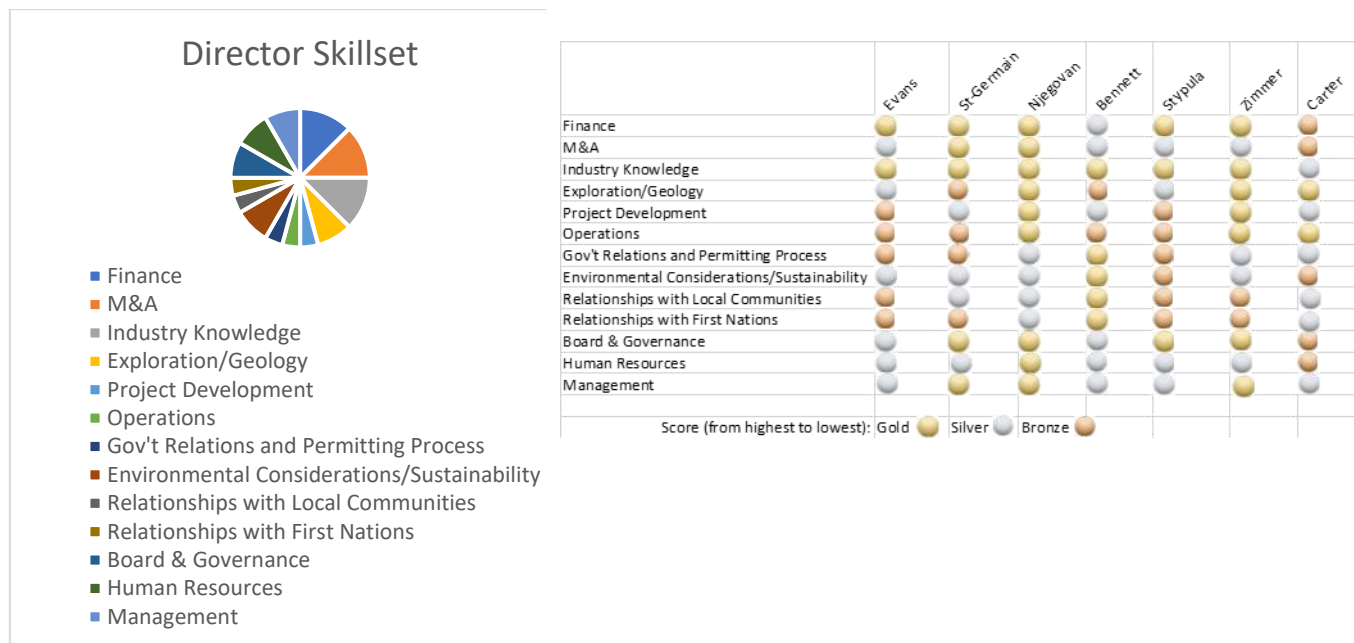 Director Skillset
Finance
M&A
Industry Knowledge
Exploration/Geology
Project Development
Operations
Gov't Relations and Permitting Process
Environmental Considerations/Sustainability
Relationships with Local Communities
Relationships with First Nations
Board & Governance
Human Resources
Management
Evans
St-Germain
Njegovan
Bennett
Stypula
Zimmer
Carter
Finance
M&A
Industry Knowledge
Exploration/Geology
Project Development
Operations
Gov't Relations and Permitting Process
Environmental Considerations/Sustainability
Relationships with Local Communities
Relationships with First Nations
Board & Governance
Human Resources
Management
Score (from highest to lowest): Gold Silver Bronze